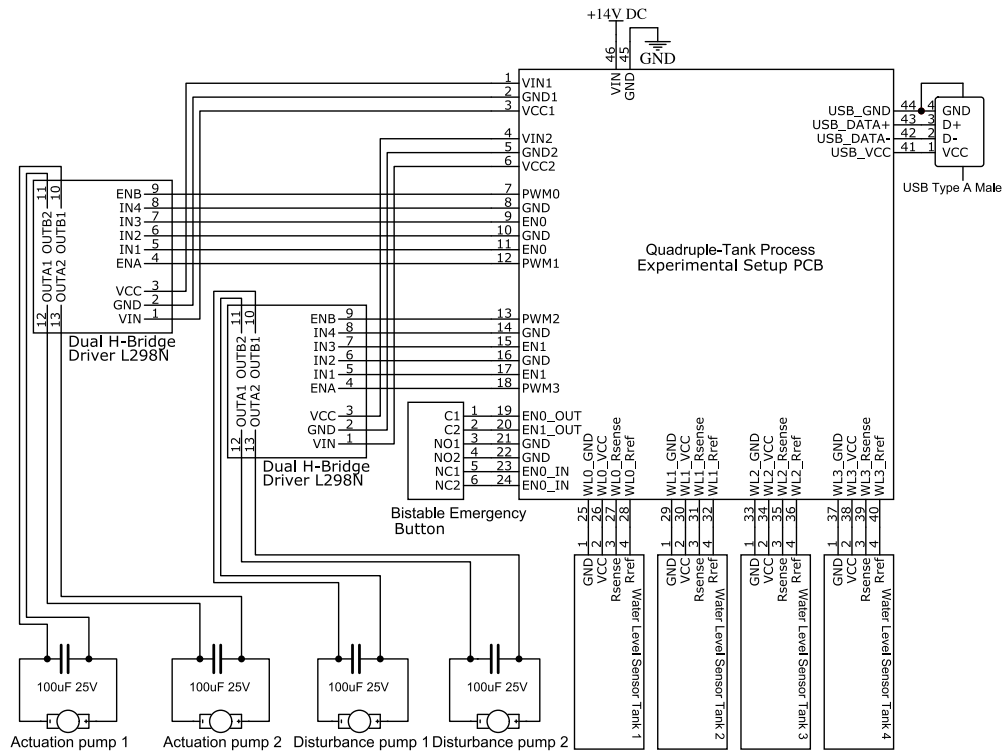 +14V DC
GND
46
45
VIN
GND
1 VIN1
2 GND1
3 VCC1
4 VIN2
5 GND2
6 VCC2
7 PWM0
8 GND
9 EN0
10 GND
11 EN0
12 PWM1
13 PWM2
14 GND
15 EN1
16 GND
17 EN1
18 PWM3
19 EN0_OUT
20 EN1_OUT
21 GND
22 GND
23 EN0_IN
24 EN0_IN
USB_GND 44 4 GND
USB_DATA+ 43 3 D+
USB_DATA- 42 2 D-
USB_VCC 41 1 VCC
USB Type A Male
Quadruple-Tank Process
Experimental Setup PCB
11 OUTB2
10 OUTB1
12 OUTA1
13 OUTA2
ENB 9
IN4 8
IN3 7
IN2 6
IN1 5
ENA 4
VCC 3
GND 2
VIN 1
Dual H-Bridge
Driver L298N
11 OUTB2
10 OUTB1
12 OUTA1
13 OUTA2
ENB 9
IN4 8
IN3 7
IN2 6
IN1 5
ENA 4
VCC 3
GND 2
VIN 1
Dual H-Bridge
Driver L298N
C1 1
C2 2
NO1 3
NO2 4
NC1 5
NC2 6
Bistable Emergency
Button
25 WL0_GND
26 WL0_VCC
27 WL0_Rsense
28 WL0_Rref
29 WL1_GND
30 WL1_VCC
31 WL1_Rsense
32 WL1_Rref
33 WL2_GND
34 WL2_VCC
35 WL2_Rsense
36 WL2_Rref
37 WL3_GND
38 WL3_VCC
39 WL3_Rsense
40 WL3_Rref
GND 1
VCC 2
Rsense 3
Rref 4
Water Level Sensor Tank 1
GND 1
VCC 2
Rsense 3
Rref 4
Water Level Sensor Tank 2
GND 1
VCC 2
Rsense 3
Rref 4
Water Level Sensor Tank 3
GND 1
VCC 2
Rsense 3
Rref 4
Water Level Sensor Tank 4
100uF 25V
- +
Actuation pump 1
100uF 25V
- +
Actuation pump 2
100uF 25V
- +
Disturbance pump 1
100uF 25V
- +
Disturbance pump 2